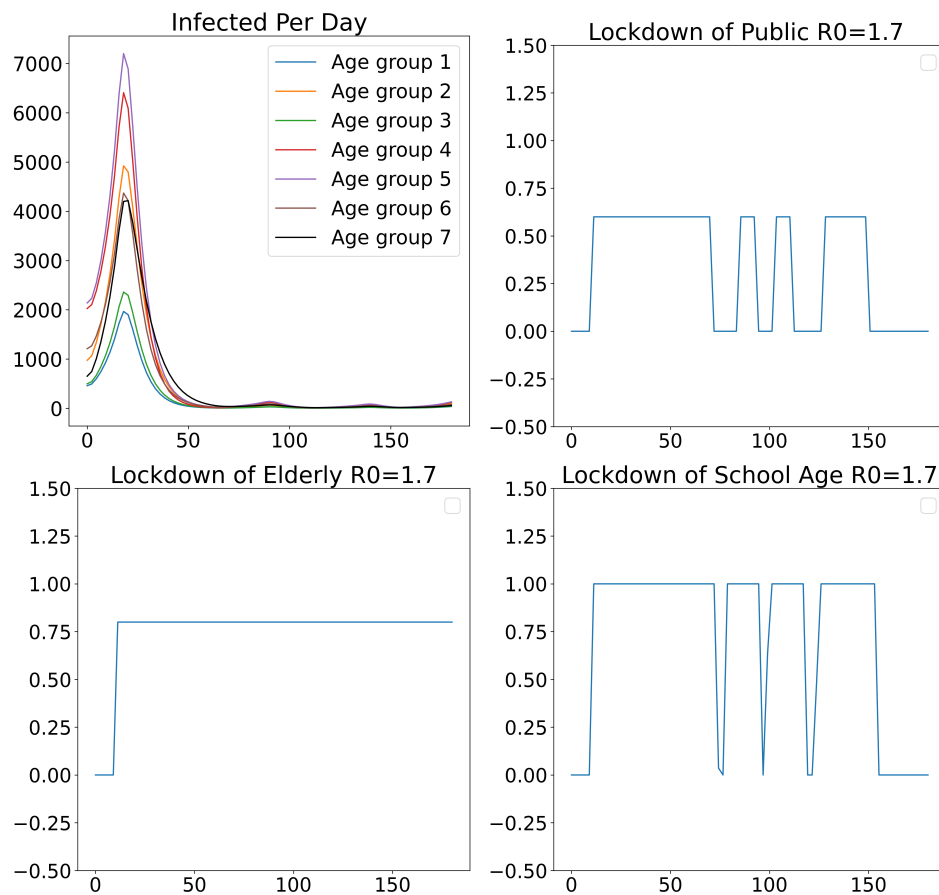 Infected Per Day
7000
6000
5000
4000
3000
2000
1000
0
0 50 100 150
Age group 1
Age group 2
Age group 3
Age group 4
Age group 5
Age group 6
Age group 7
Lockdown of Public R0=1.7
1.50
1.25
1.00
0.75
0.50
0.25
0.00
−0.25
−0.50
0 50 100 150
Lockdown of Elderly R0=1.7
1.50
1.25
1.00
0.75
0.50
0.25
0.00
−0.25
−0.50
0 50 100 150
Lockdown of School Age R0=1.7
1.50
1.25
1.00
0.75
0.50
0.25
0.00
−0.25
−0.50
0 50 100 150